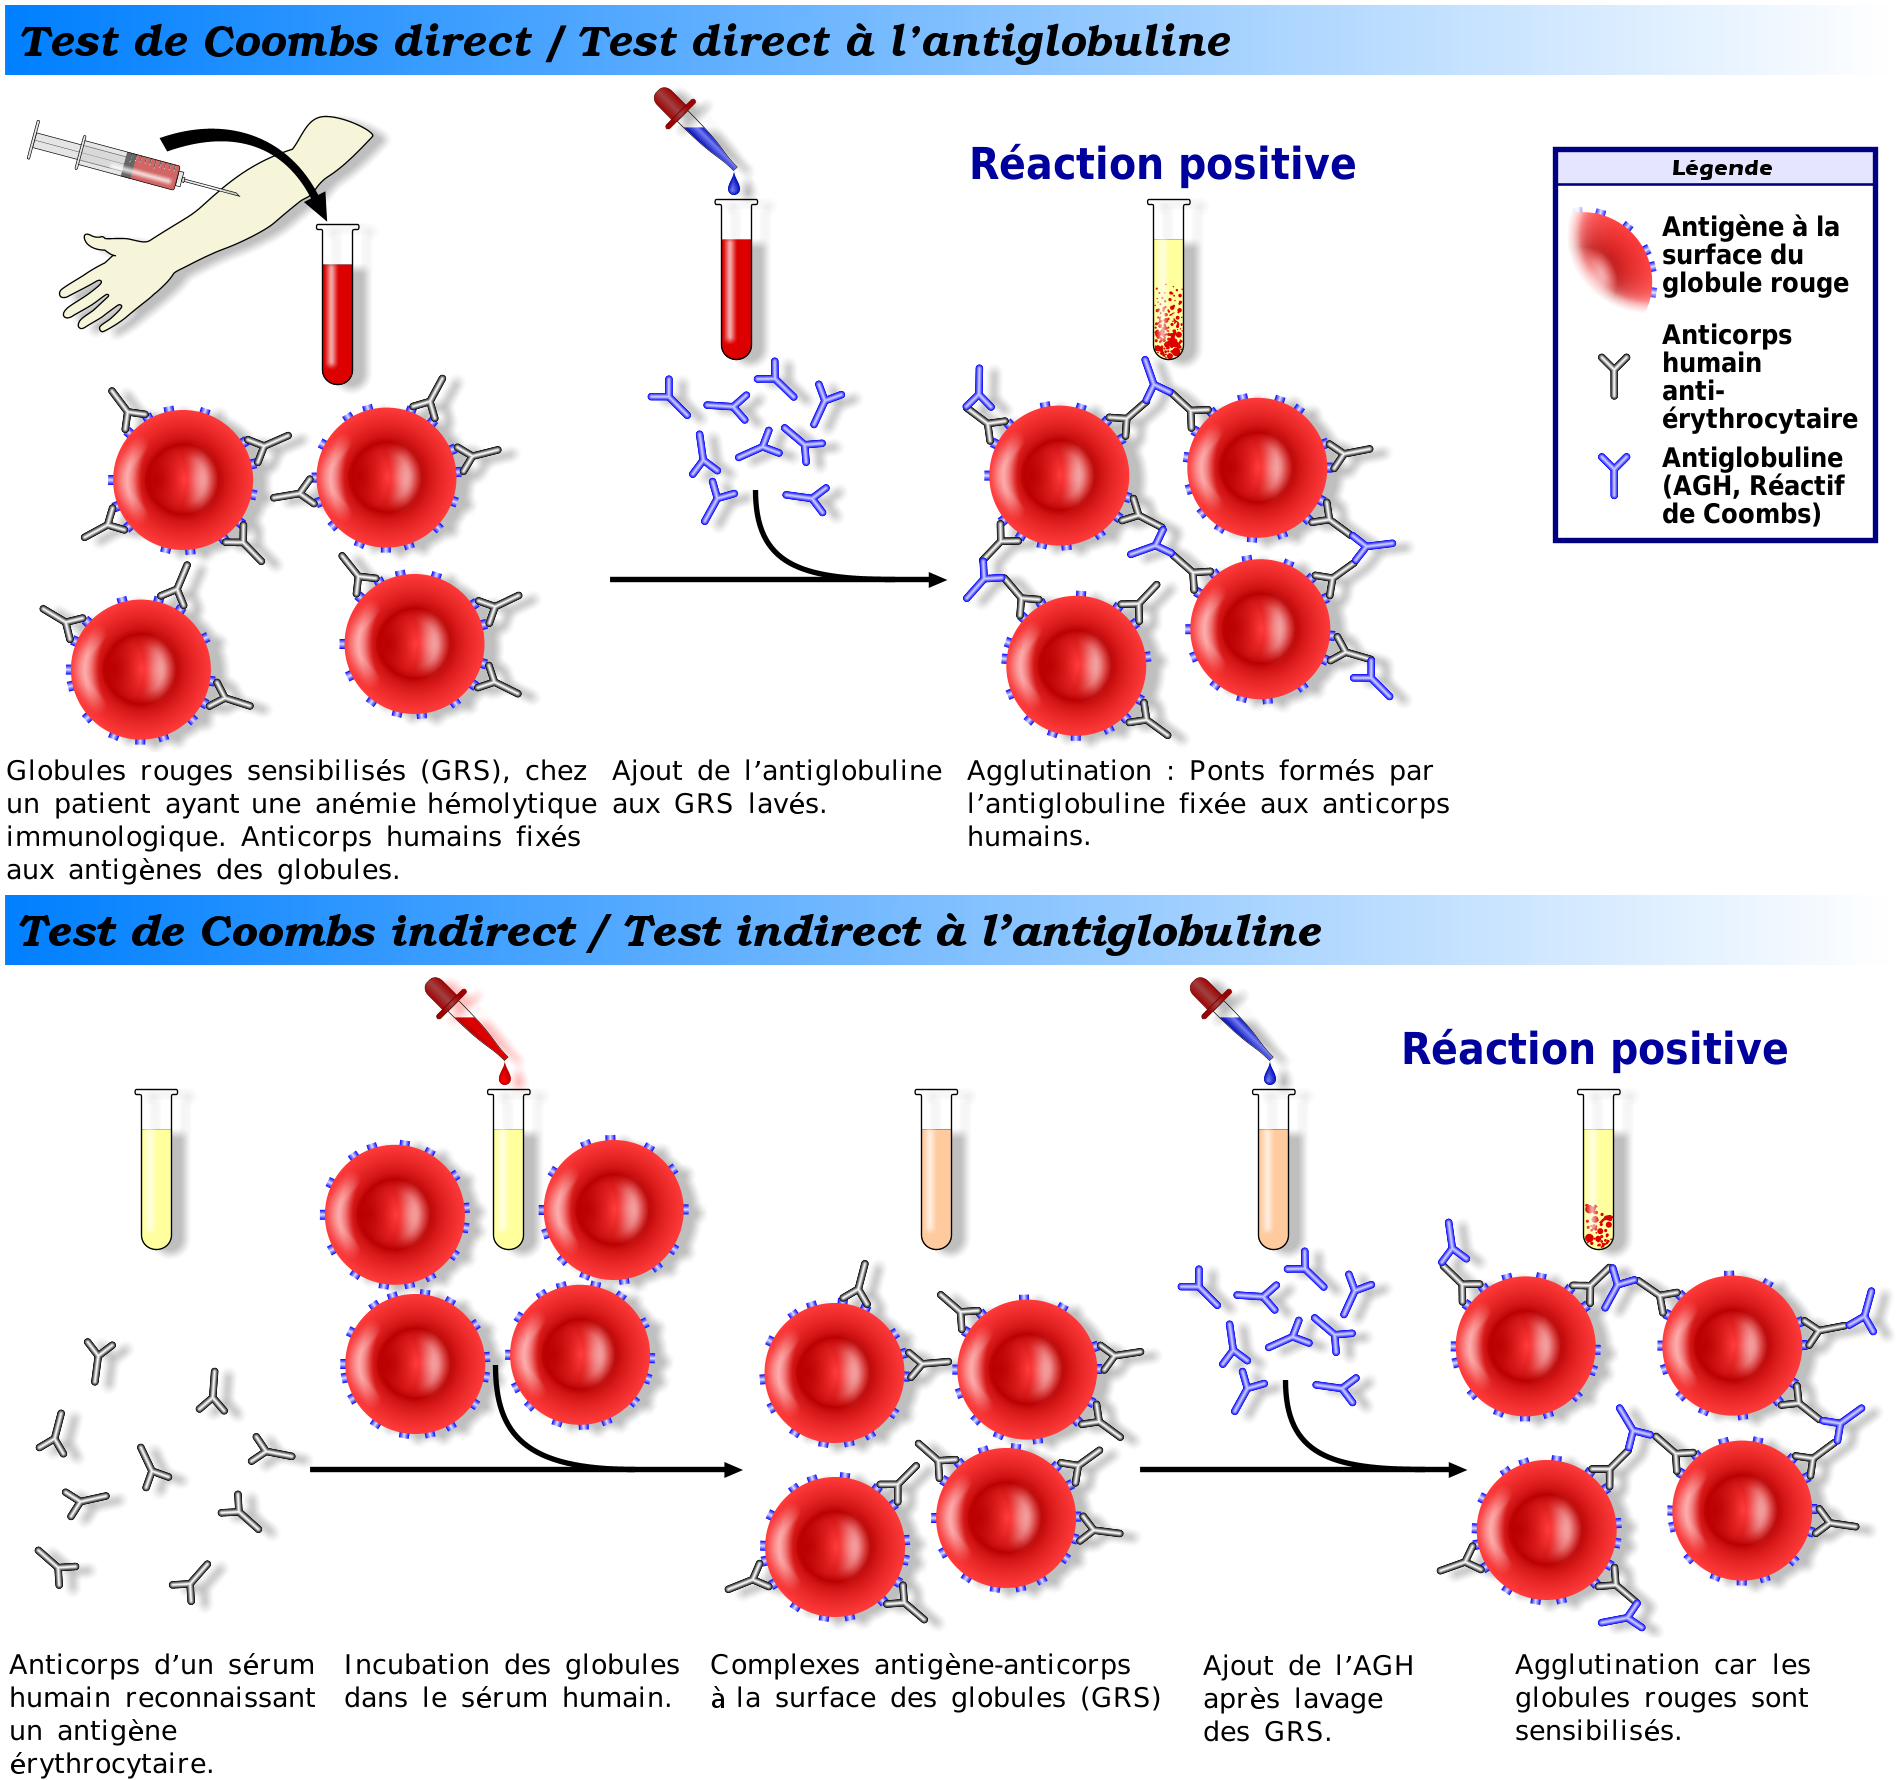 Test de Coombs direct / Test direct à l’antiglobuline
Réaction positive
Légende
Antigène à la
surface du
globule rouge
Anticorps
humain
anti-
érythrocytaire
Antiglobuline
(AGH, Réactif
de Coombs)
Globules rouges sensibilisés (GRS), chez
un patient ayant une anémie hémolytique
immunologique. Anticorps humains fixés
aux antigènes des globules.
Ajout de l’antiglobuline
aux GRS lavés.
Agglutination : Ponts formés par
l’antiglobuline fixée aux anticorps
humains.
Test de Coombs indirect / Test indirect à l’antiglobuline
Réaction positive
Anticorps d’un sérum
humain reconnaissant
un antigène
érythrocytaire.
Incubation des globules
dans le sérum humain.
Complexes antigène-anticorps
à la surface des globules (GRS)
Ajout de l’AGH
après lavage
des GRS.
Agglutination car les
globules rouges sont
sensibilisés.